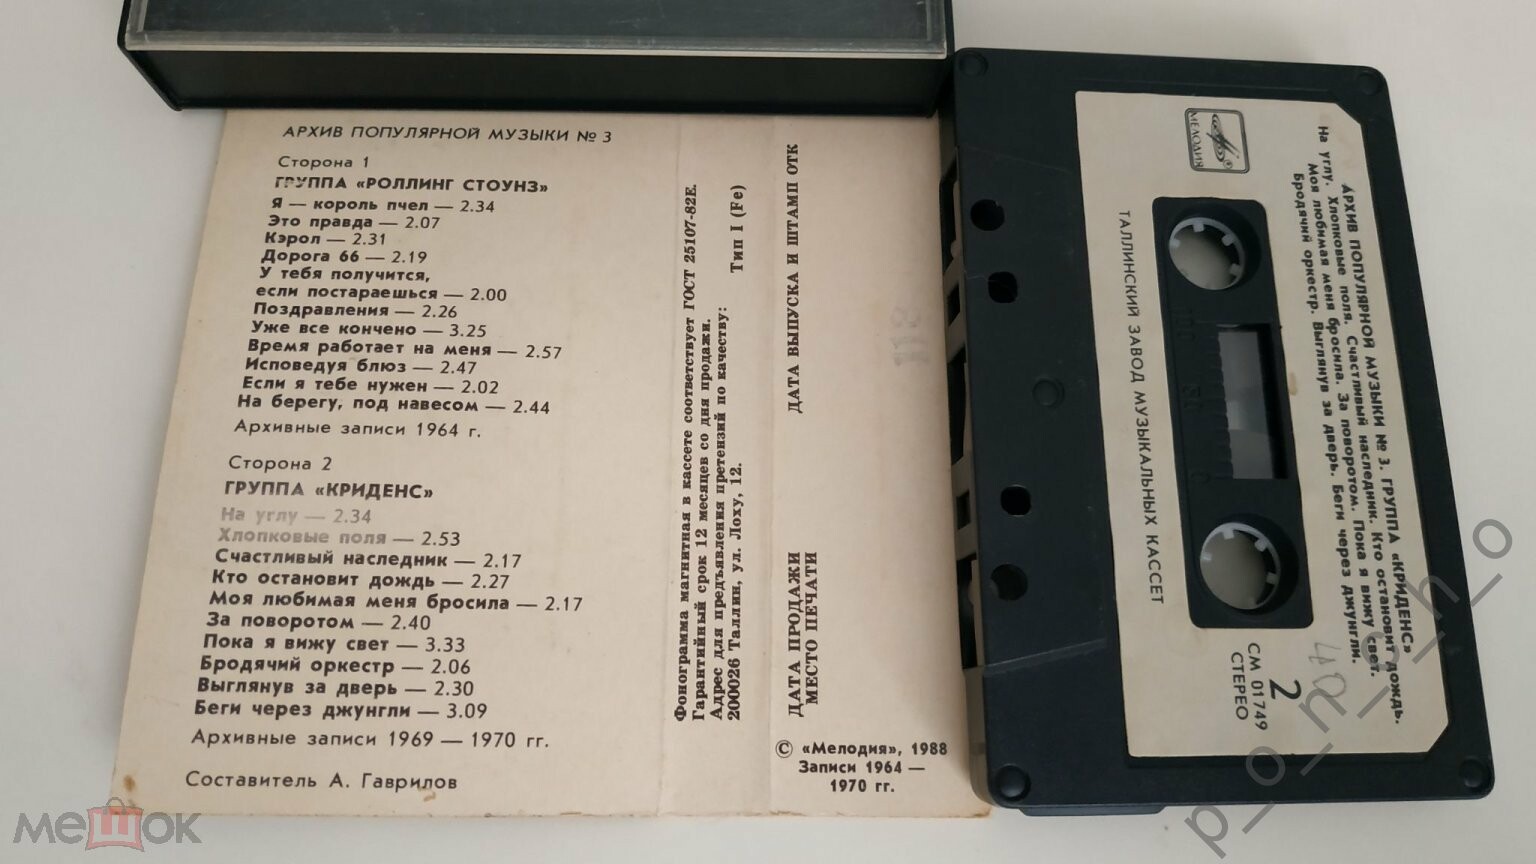 АРХИВ ПОПУЛЯРНОЙ МУЗЫКИ № 3
Сторона 1
ГРУППА «РОЛЛИНГ СТОУНЗ»
Я — король пчел — 2.34
Это правда — 2.07
Кэрол — 2.31
Дорога 66 — 2.19
У тебя получится,
если постараешься — 2.00
Поздравления — 2.26
Уже все кончено — 3.25
Время работает на меня — 2.57
Исповедуя блюз — 2.47
Если я тебе нужен — 2.02
На берегу, под навесом — 2.44
Архивные записи 1964 г.
Сторона 2
ГРУППА «КРИДЕНС»
На углу — 2.34
Хлопковые поля — 2.53
Счастливый наследник — 2.17
Кто остановит дождь — 2.27
Моя любимая меня бросила — 2.17
За поворотом — 2.40
Пока я вижу свет — 3.33
Бродячий оркестр — 2.06
Выглянув за дверь — 2.30
Беги через джунгли — 3.09
Архивные записи 1969 — 1970 гг.
Составитель А. Гаврилов
Фонограмма магнитная в кассете соответствует ГОСТ 25107-82Е.
Гарантийный срок 12 месяцев со дня продажи.
Адрес для предъявления претензий по качеству:
200026 Таллин, ул. Лоху, 12.
Тип I (Fe)
ДАТА ВЫПУСКА И ШТАМП ОТК
118
ДАТА ПРОДАЖИ
МЕСТО ПЕЧАТИ
© «Мелодия», 1988
Записи 1964 —
1970 гг.
МЕЛОДИЯ
АРХИВ ПОПУЛЯРНОЙ МУЗЫКИ № 3. ГРУППА «КРИДЕНС»
На углу. Хлопковые поля. Счастливый наследник. Кто остановит дождь.
Моя любимая меня бросила. За поворотом. Пока я вижу свет.
Бродячий оркестр. Выглянув за дверь. Беги через джунгли.
ТАЛЛИНСКИЙ ЗАВОД МУЗЫКАЛЬНЫХ КАССЕТ
2
СМ 01749
СТЕРЕО
мешок